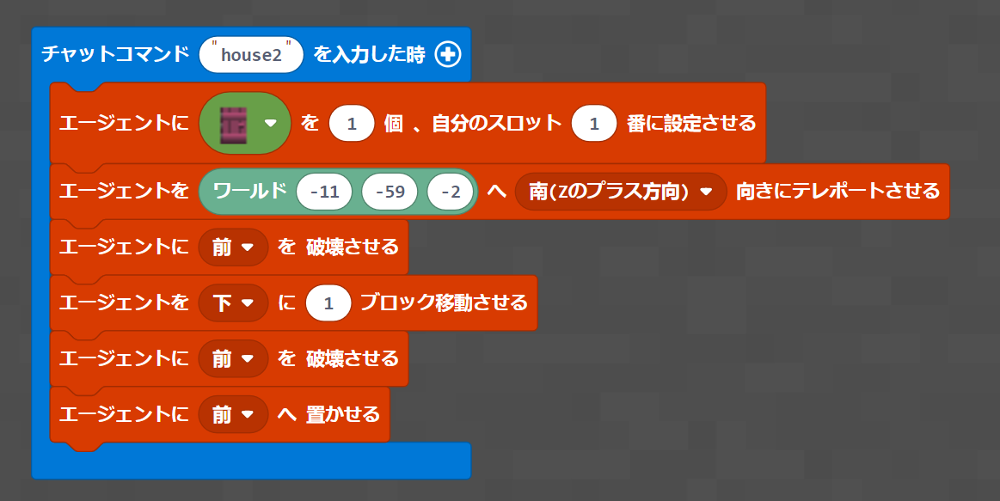 チャットコマンド "house2" を入力した時
エージェントに を 1 個 、自分のスロット 1 番に設定させる
エージェントを ワールド -11 -59 -2 へ 南(Zのプラス方向) 向きにテレポートさせる
エージェントに 前 を 破壊させる
エージェントを 下 に 1 ブロック移動させる
エージェントに 前 を 破壊させる
エージェントに 前 へ 置かせる